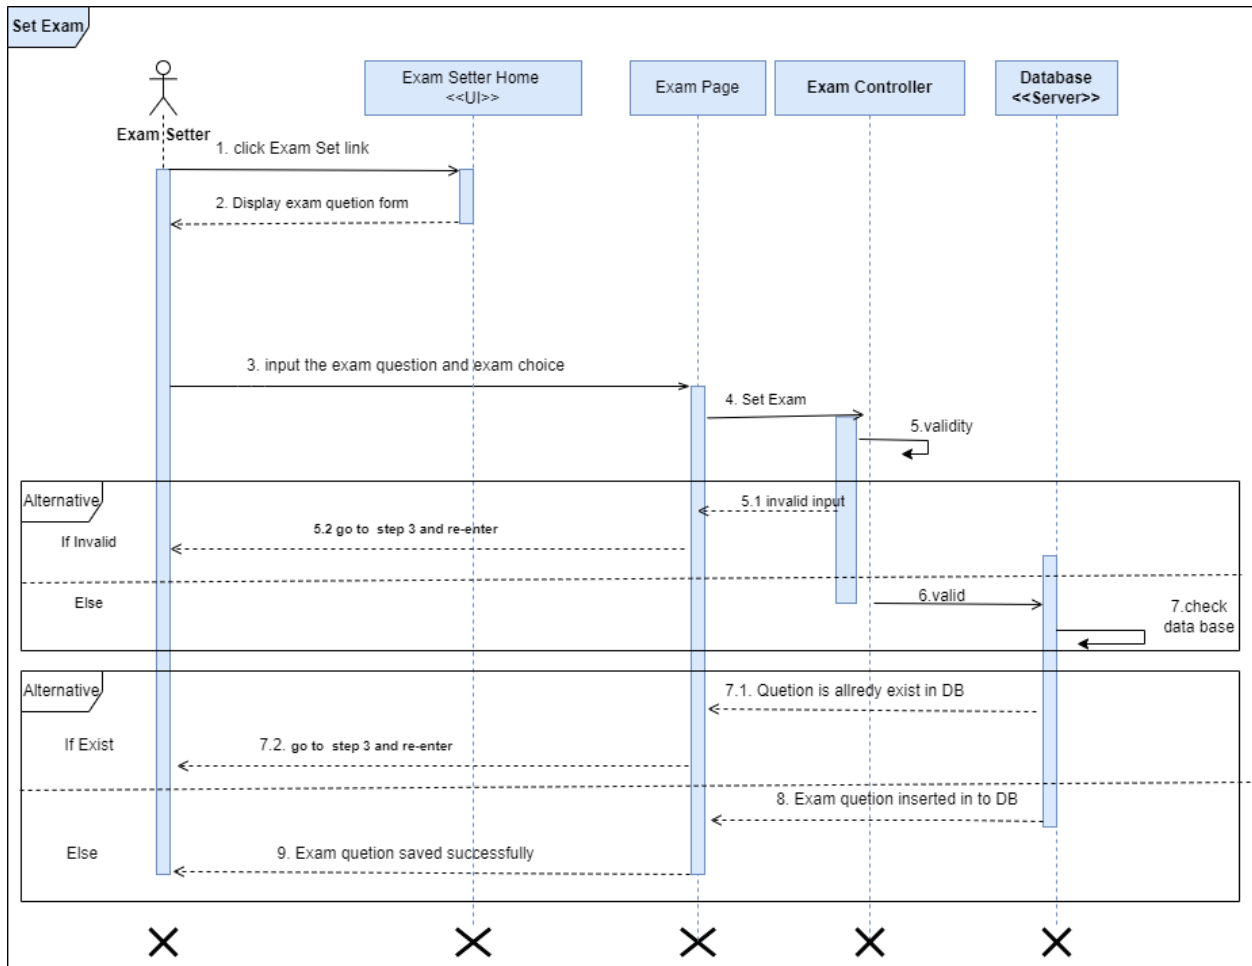 Set Exam
Exam Setter
Exam Setter Home
<<UI>>
Exam Page
Exam Controller
Database
<<Server>>
1. click Exam Set link
2. Display exam quetion form
3. input the exam question and exam choice
4. Set Exam
5.validity
Alternative
5.1 invalid input
5.2 go to step 3 and re-enter
If Invalid
Else
6.valid
7.check
data base
Alternative
7.1. Quetion is allredy exist in DB
If Exist
7.2. go to step 3 and re-enter
8. Exam quetion inserted in to DB
Else
9. Exam quetion saved successfully